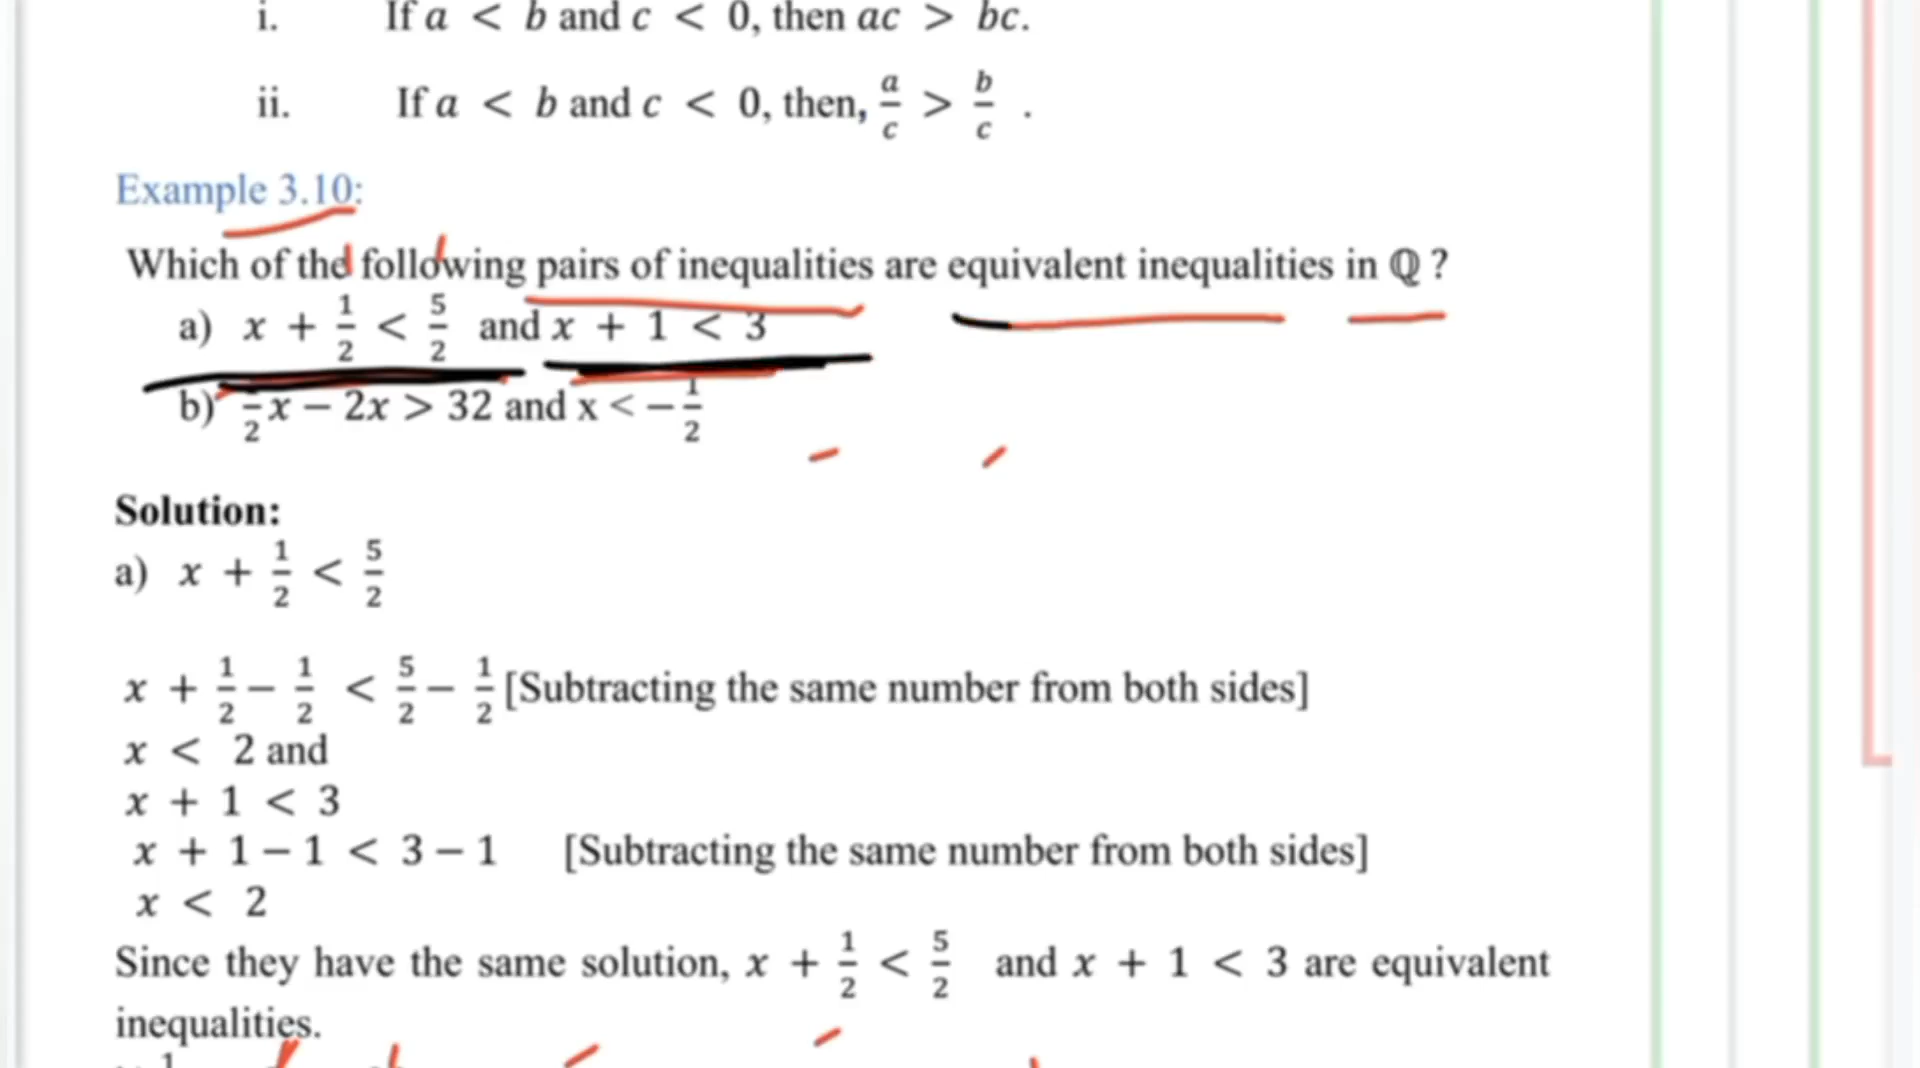 i. If a < b and c < 0, then ac > bc.
ii. If a < b and c < 0, then, a/c > b/c .
Example 3.10:
Which of the following pairs of inequalities are equivalent inequalities in ℚ ?
a) x + 1/2 < 5/2 and x + 1 < 3
b) /2 x − 2x > 32 and x < − 1/2
Solution:
a) x + 1/2 < 5/2
x + 1/2 − 1/2 < 5/2 − 1/2 [Subtracting the same number from both sides]
x < 2 and
x + 1 < 3
x + 1 − 1 < 3 − 1 [Subtracting the same number from both sides]
x < 2
Since they have the same solution, x + 1/2 < 5/2 and x + 1 < 3 are equivalent
inequalities.